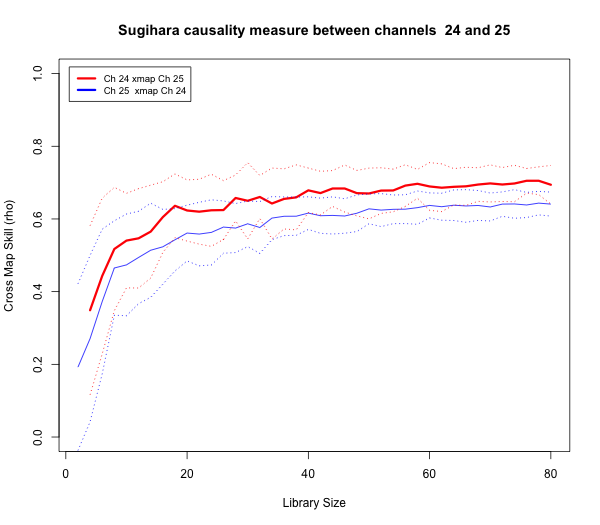 Sugihara causality measure between channels  24 and 25
Ch 24 xmap Ch 25
Ch 25  xmap Ch 24
Cross Map Skill (rho)
1.0
0.8
0.6
0.4
0.2
0.0
0 20 40 60 80
Library Size